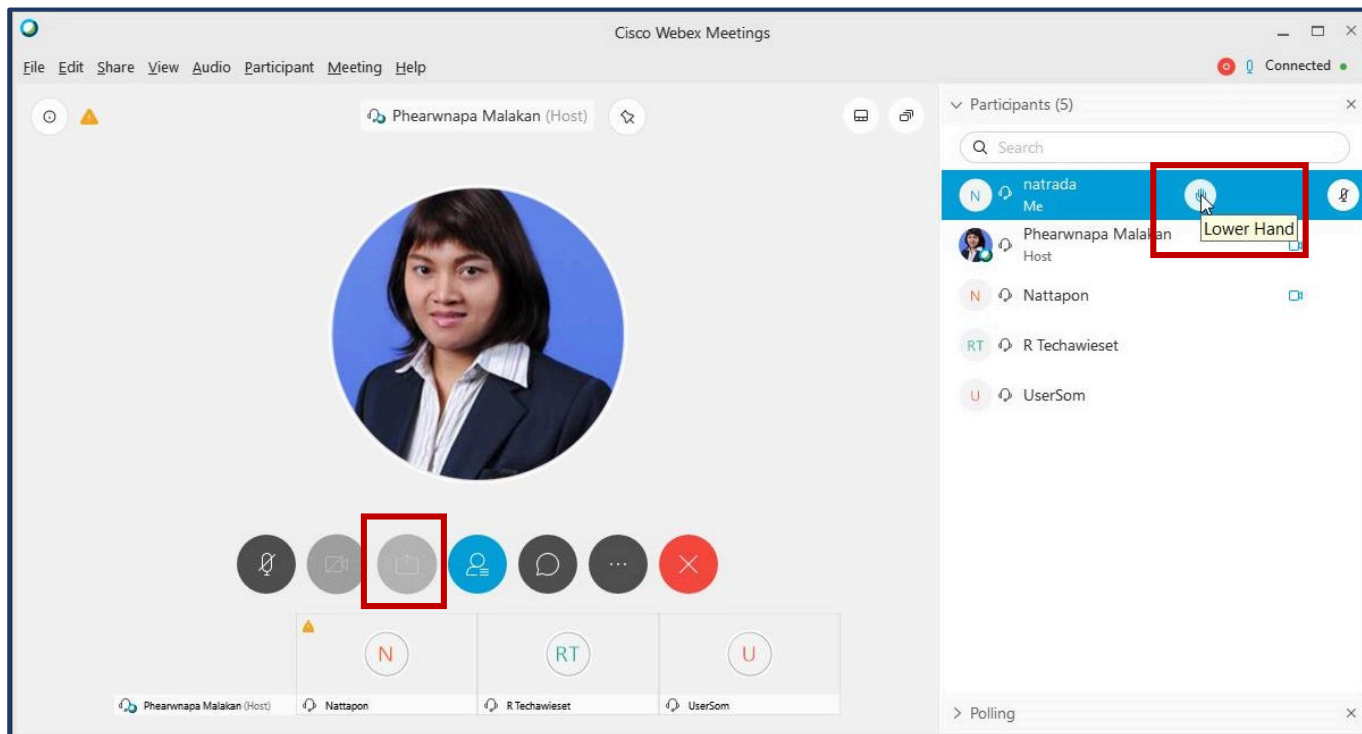 Cisco Webex Meetings
File Edit Share View Audio Participant Meeting Help
Connected
Phearwnapa Malakan (Host)
Participants (5)
Search
N natrada
Me
Lower Hand
Phearwnapa Malakan
Host
N Nattapon
RT R Techawieset
U UserSom
N
RT
U
Phearwnapa Malakan (Host)
Nattapon
R Techawieset
UserSom
Polling